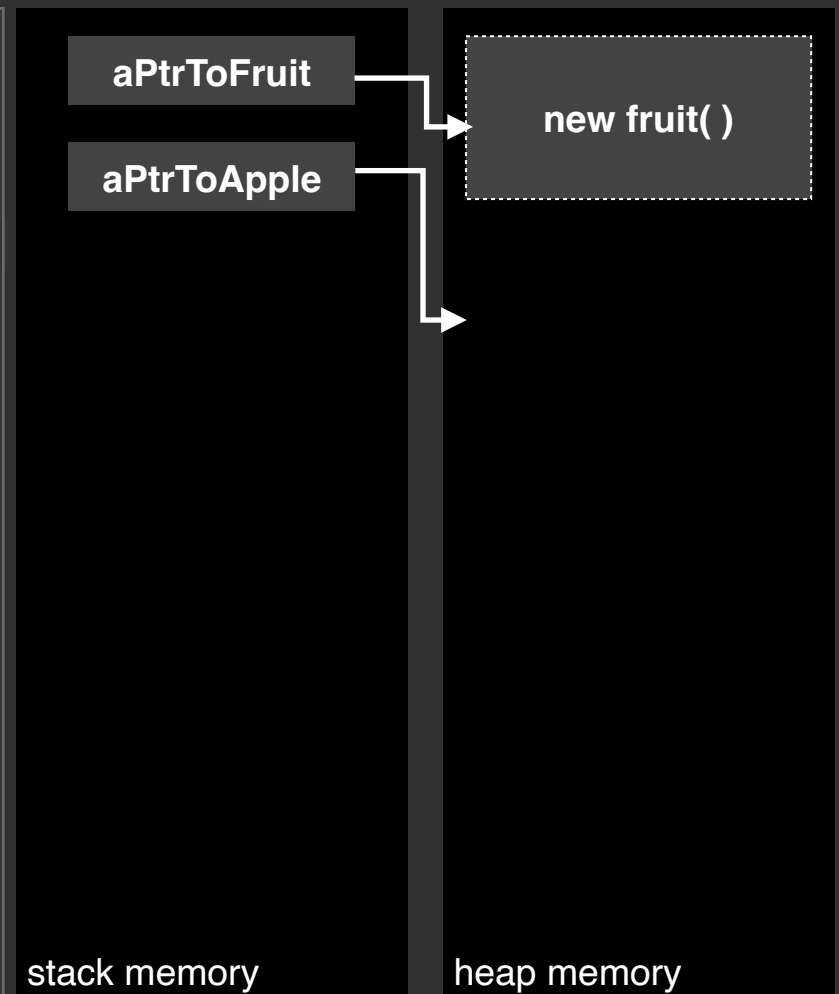 aPtrToFruit
new fruit( )
aPtrToApple
stack memory
heap memory